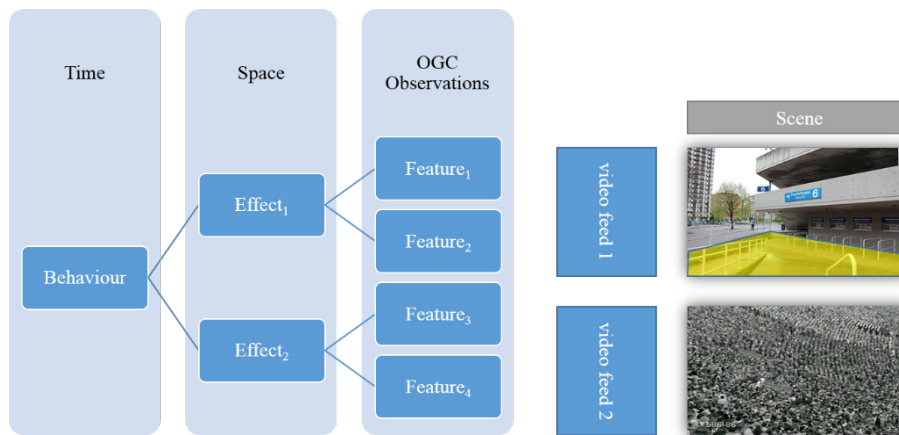 Time
Space
OGC
Observations
Behaviour
Effect₁
Effect₂
Feature₁
Feature₂
Feature₃
Feature₄
Scene
video feed 1
6
video feed 2